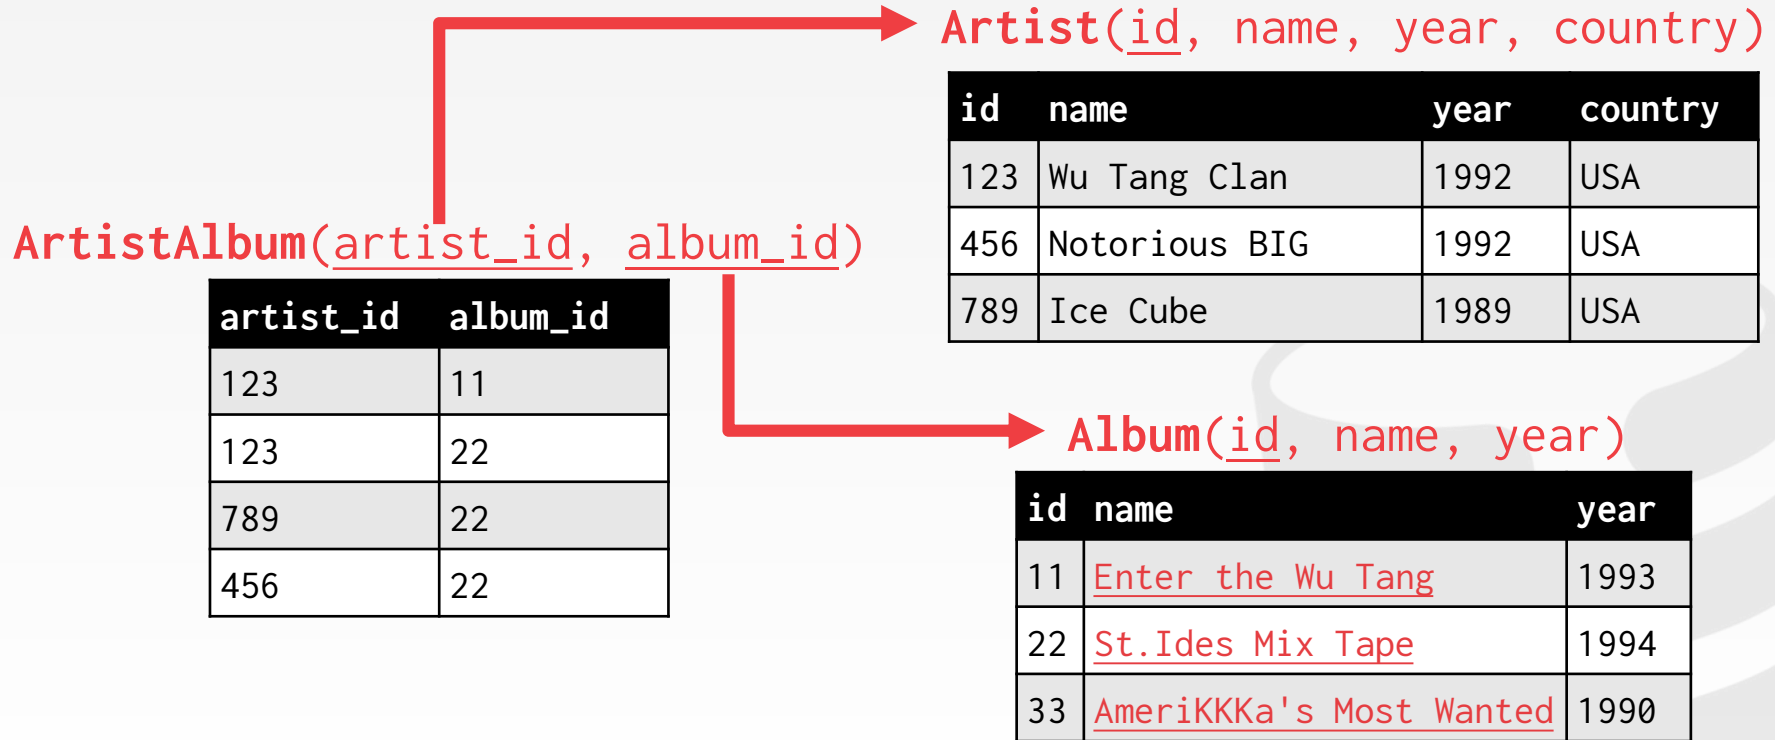 Artist(id, name, year, country)
id name year country
123 Wu Tang Clan 1992 USA
456 Notorious BIG 1992 USA
789 Ice Cube 1989 USA
ArtistAlbum(artist_id, album_id)
artist_id album_id
123 11
123 22
789 22
456 22
Album(id, name, year)
id name year
11 Enter the Wu Tang 1993
22 St.Ides Mix Tape 1994
33 AmeriKKKa's Most Wanted 1990